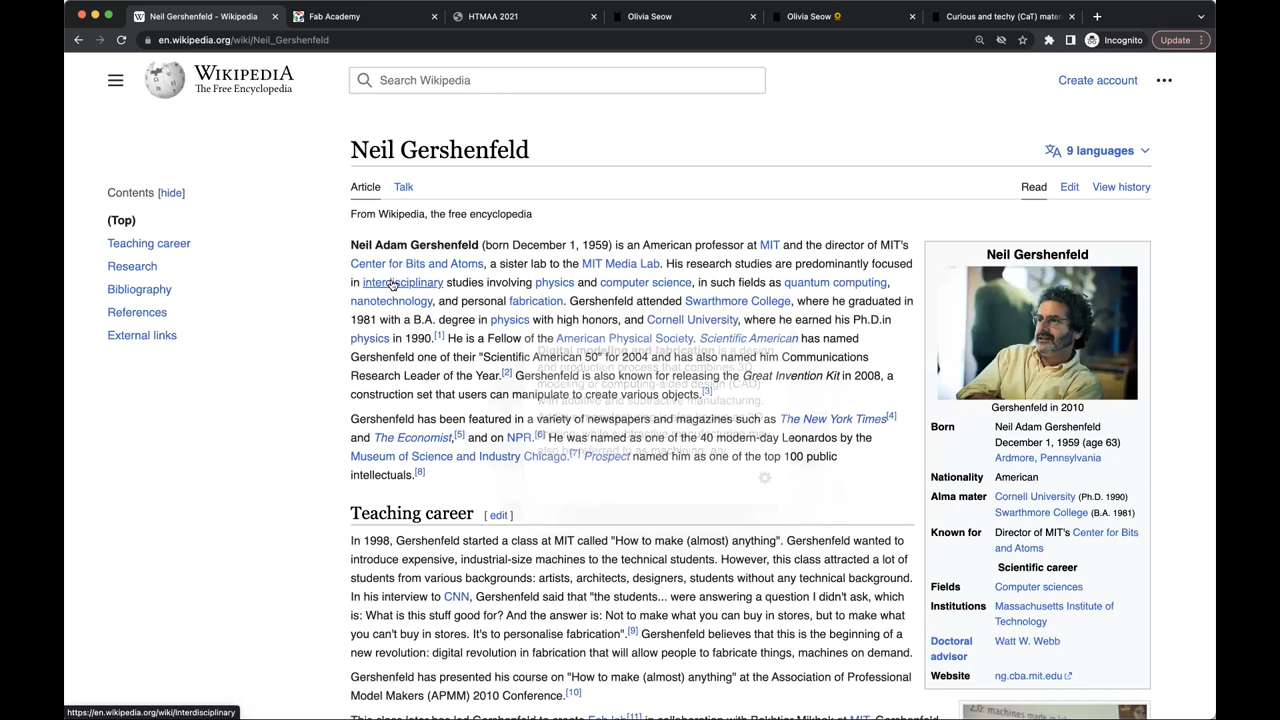 Neil Gershenfeld - Wikipedia
Fab Academy
HTMAA 2021
Olivia Seow
Olivia Seow
Curious and techy (CaT) mater
en.wikipedia.org/wiki/Neil_Gershenfeld
Incognito
Update
WIKIPEDIA
The Free Encyclopedia
Search Wikipedia
Create account
Neil Gershenfeld
9 languages
Contents [hide]
(Top)
Teaching career
Research
Bibliography
References
External links
Article Talk
Read Edit View history
From Wikipedia, the free encyclopedia
Neil Adam Gershenfeld (born December 1, 1959) is an American professor at MIT and the director of MIT's
Center for Bits and Atoms, a sister lab to the MIT Media Lab. His research studies are predominantly focused
in interdisciplinary studies involving physics and computer science, in such fields as quantum computing,
nanotechnology, and personal fabrication. Gershenfeld attended Swarthmore College, where he graduated in
1981 with a B.A. degree in physics with high honors, and Cornell University, where he earned his Ph.D.in
physics in 1990.[1] He is a Fellow of the American Physical Society. Scientific American has named
Gershenfeld one of their "Scientific American 50" for 2004 and has also named him Communications
Research Leader of the Year.[2] Gershenfeld is also known for releasing the Great Invention Kit in 2008, a
construction set that users can manipulate to create various objects.[3]
Digital modeling and fabrication is a design
and production process that combines 3D
modeling or computing-aided design (CAD)
with additive and subtractive manufacturing.
Gershenfeld has been featured in a variety of newspapers and magazines such as The New York Times[4]
and The Economist,[5] and on NPR.[6] He was named as one of the 40 modern-day Leonardos by the
Museum of Science and Industry Chicago.[7] Prospect named him as one of the top 100 public
intellectuals.[8]
Teaching career [ edit ]
In 1998, Gershenfeld started a class at MIT called "How to make (almost) anything". Gershenfeld wanted to
introduce expensive, industrial-size machines to the technical students. However, this class attracted a lot of
students from various backgrounds: artists, architects, designers, students without any technical background.
In his interview to CNN, Gershenfeld said that "the students... were answering a question I didn't ask, which
is: What is this stuff good for? And the answer is: Not to make what you can buy in stores, but to make what
you can't buy in stores. It's to personalise fabrication".[9] Gershenfeld believes that this is the beginning of a
new revolution: digital revolution in fabrication that will allow people to fabricate things, machines on demand.
Gershenfeld has presented his course on "How to make (almost) anything" at the Association of Professional
Model Makers (APMM) 2010 Conference.[10]
Neil Gershenfeld
Gershenfeld in 2010
Born Neil Adam Gershenfeld
December 1, 1959 (age 63)
Ardmore, Pennsylvania
Nationality American
Alma mater Cornell University (Ph.D. 1990)
Swarthmore College (B.A. 1981)
Known for Director of MIT's Center for Bits
and Atoms
Scientific career
Fields Computer sciences
Institutions Massachusetts Institute of
Technology
Doctoral
advisor Watt W. Webb
Website ng.cba.mit.edu
https://en.wikipedia.org/wiki/Interdisciplinary